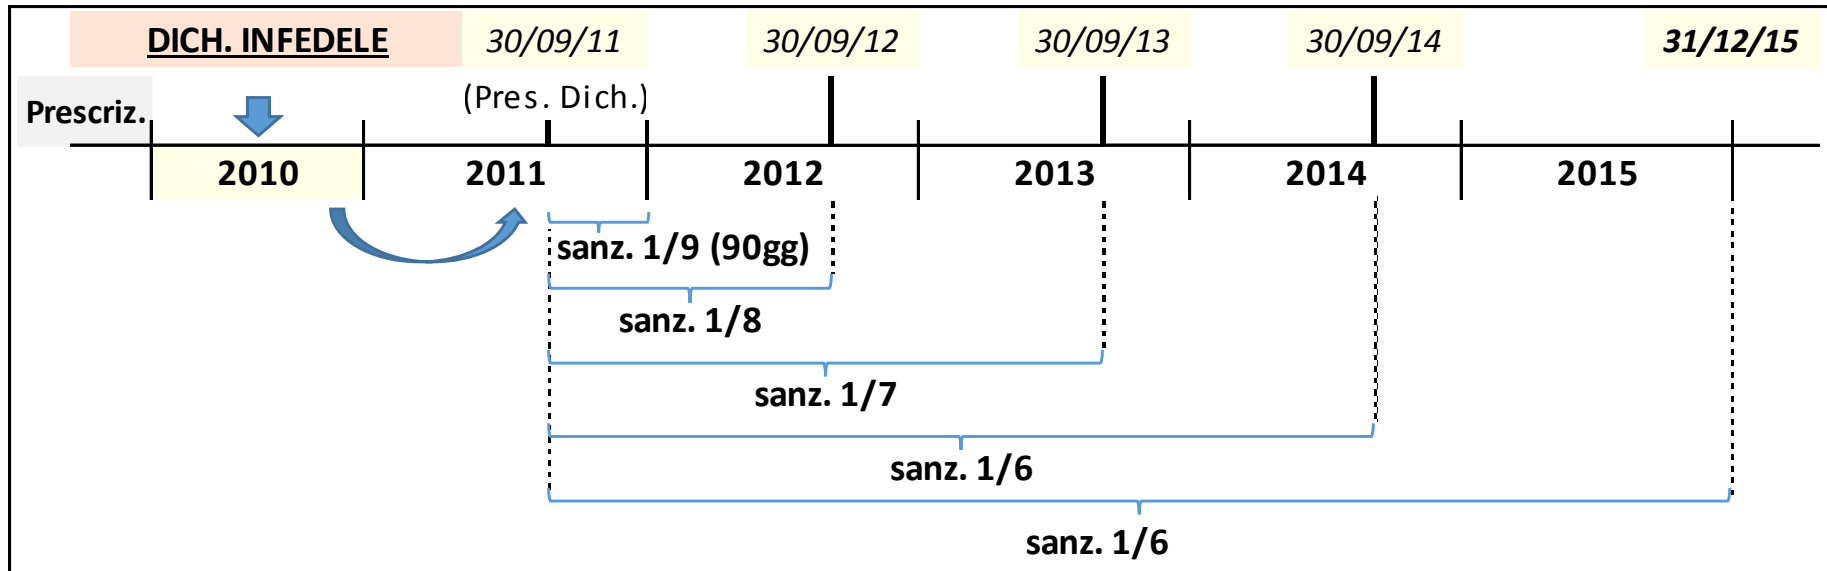 DICH. INFEDELE 30/09/11 30/09/12 30/09/13 30/09/14 31/12/15
Prescriz. (Pres. Dich.)
2010 2011 2012 2013 2014 2015
sanz. 1/9 (90gg)
sanz. 1/8
sanz. 1/7
sanz. 1/6
sanz. 1/6